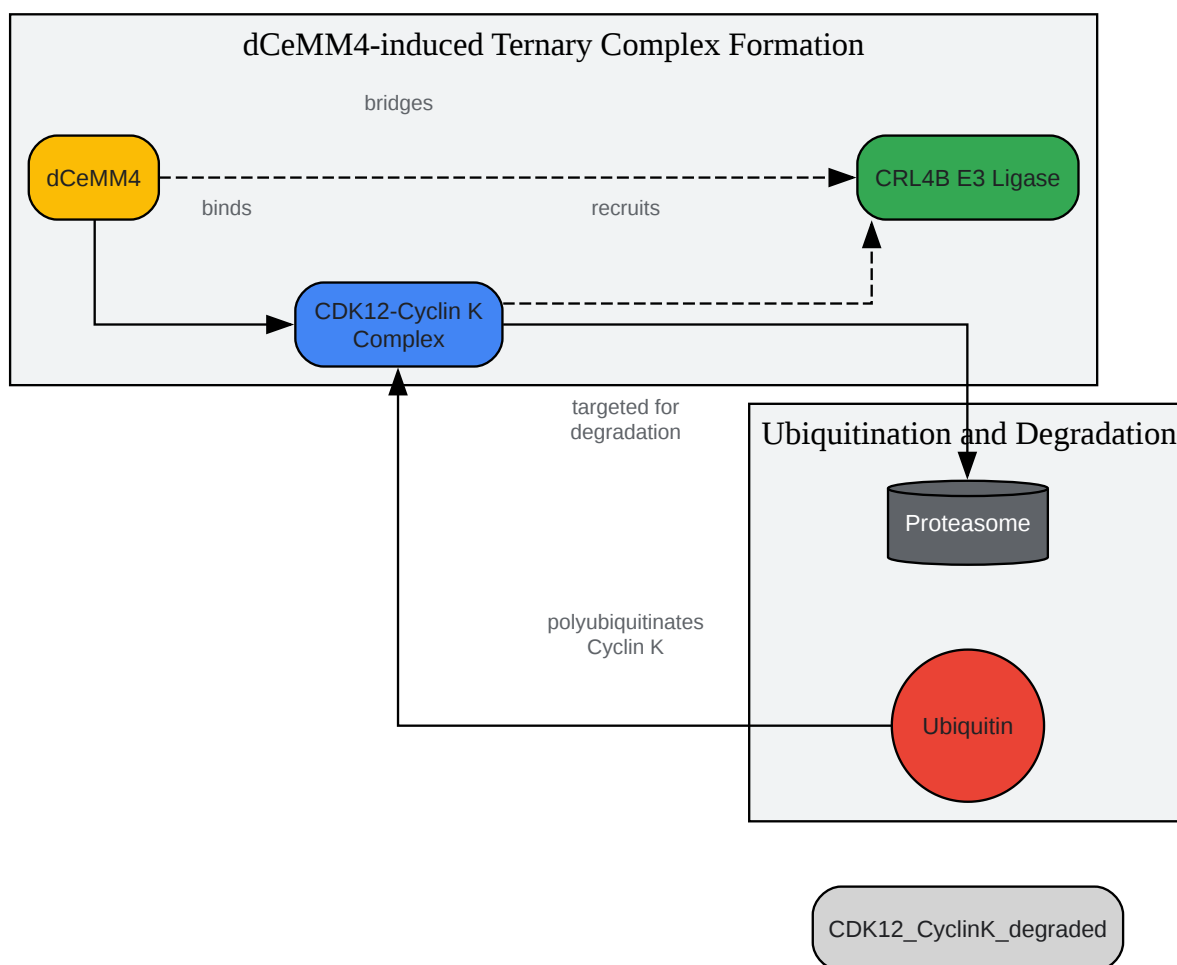 dCeMM4-induced Ternary Complex Formation
bridges
dCeMM4
CRL4B E3 Ligase
binds
recruits
CDK12-Cyclin K
Complex
targeted for
degradation
Ubiquitination and Degradation
Proteasome
polyubiquitinates
Cyclin K
Ubiquitin
CDK12_CyclinK_degraded